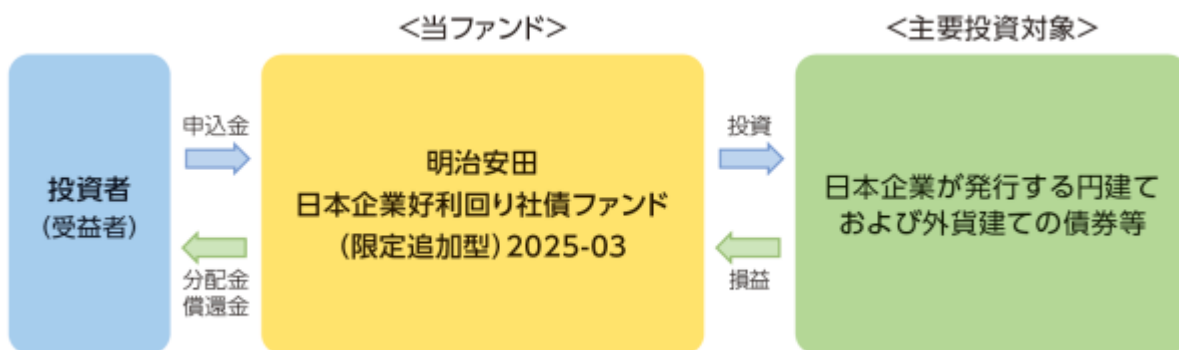 <当ファンド>
<主要投資対象>
投資者
(受益者)
申込金
分配金
償還金
明治安田
日本企業好利回り社債ファンド
(限定追加型)2025-03
投資
損益
日本企業が発行する円建て
および外貨建ての債券等